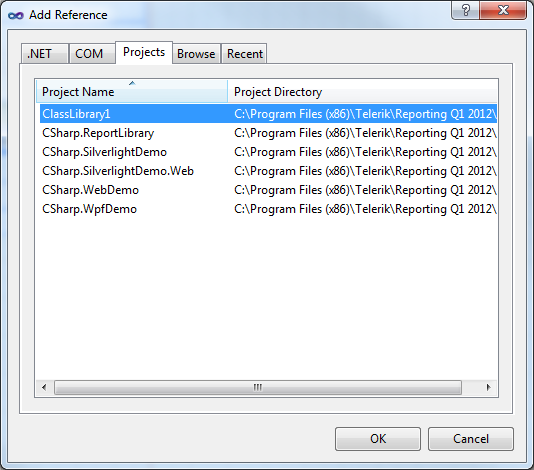 Add Reference
.NET COM Projects Browse Recent
Project Name Project Directory
ClassLibrary1 C:\Program Files (x86)\Telerik\Reporting Q1 2012\
CSharp.ReportLibrary C:\Program Files (x86)\Telerik\Reporting Q1 2012\
CSharp.SilverlightDemo C:\Program Files (x86)\Telerik\Reporting Q1 2012\
CSharp.SilverlightDemo.Web C:\Program Files (x86)\Telerik\Reporting Q1 2012\
CSharp.WebDemo C:\Program Files (x86)\Telerik\Reporting Q1 2012\
CSharp.WpfDemo C:\Program Files (x86)\Telerik\Reporting Q1 2012\
OK Cancel